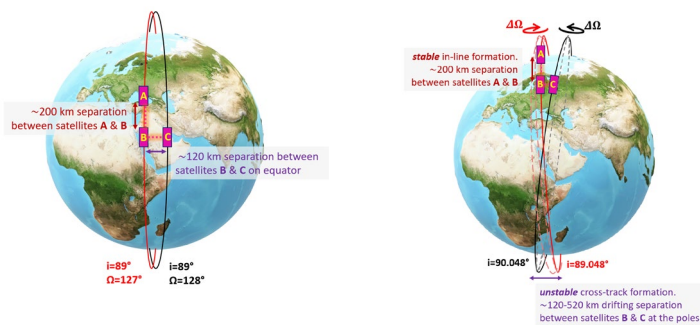 A
~200 km separation
between satellites A & B
B
C
~120 km separation between
satellites B & C on equator
i=89°
Ω=127°
i=89°
Ω=128°
ΔΩ
ΔΩ
stable in-line formation.
~200 km separation
between satellites A & B
A
B
C
i=90.048°
i=89.048°
unstable cross-track formation.
~120-520 km drifting separation
between satellites B & C at the poles